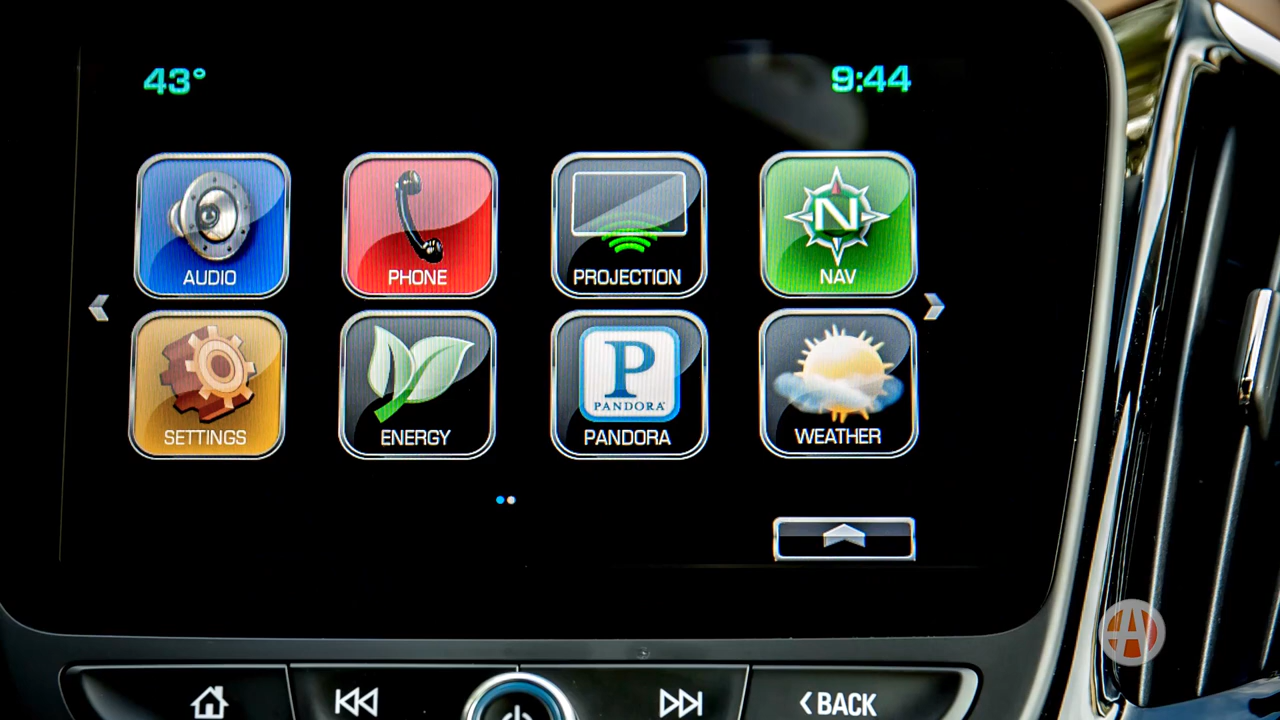 43° 9:44
AUDIO PHONE PROJECTION N NAV
SETTINGS ENERGY P PANDORA PANDORA WEATHER
BACK
A